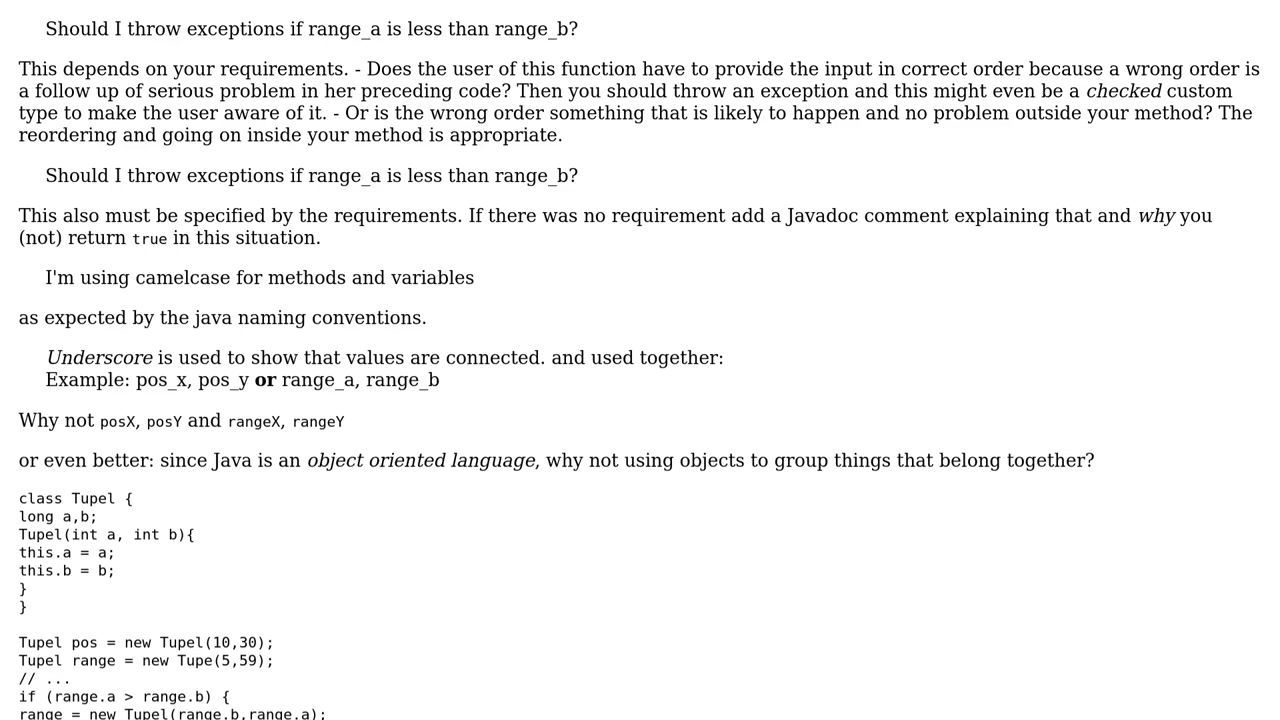 Should I throw exceptions if range_a is less than range_b?
This depends on your requirements. - Does the user of this function have to provide the input in correct order because a wrong order is
a follow up of serious problem in her preceding code? Then you should throw an exception and this might even be a checked custom
type to make the user aware of it. - Or is the wrong order something that is likely to happen and no problem outside your method? The
reordering and going on inside your method is appropriate.
Should I throw exceptions if range_a is less than range_b?
This also must be specified by the requirements. If there was no requirement add a Javadoc comment explaining that and why you
(not) return true in this situation.
I'm using camelcase for methods and variables
as expected by the java naming conventions.
Underscore is used to show that values are connected. and used together:
Example: pos_x, pos_y or range_a, range_b
Why not posX, posY and rangeX, rangeY
or even better: since Java is an object oriented language, why not using objects to group things that belong together?
class Tupel {
long a,b;
Tupel(int a, int b){
this.a = a;
this.b = b;
}
}
Tupel pos = new Tupel(10,30);
Tupel range = new Tupe(5,59);
// ...
if (range.a > range.b) {
range = new Tupel(range.b,range.a);